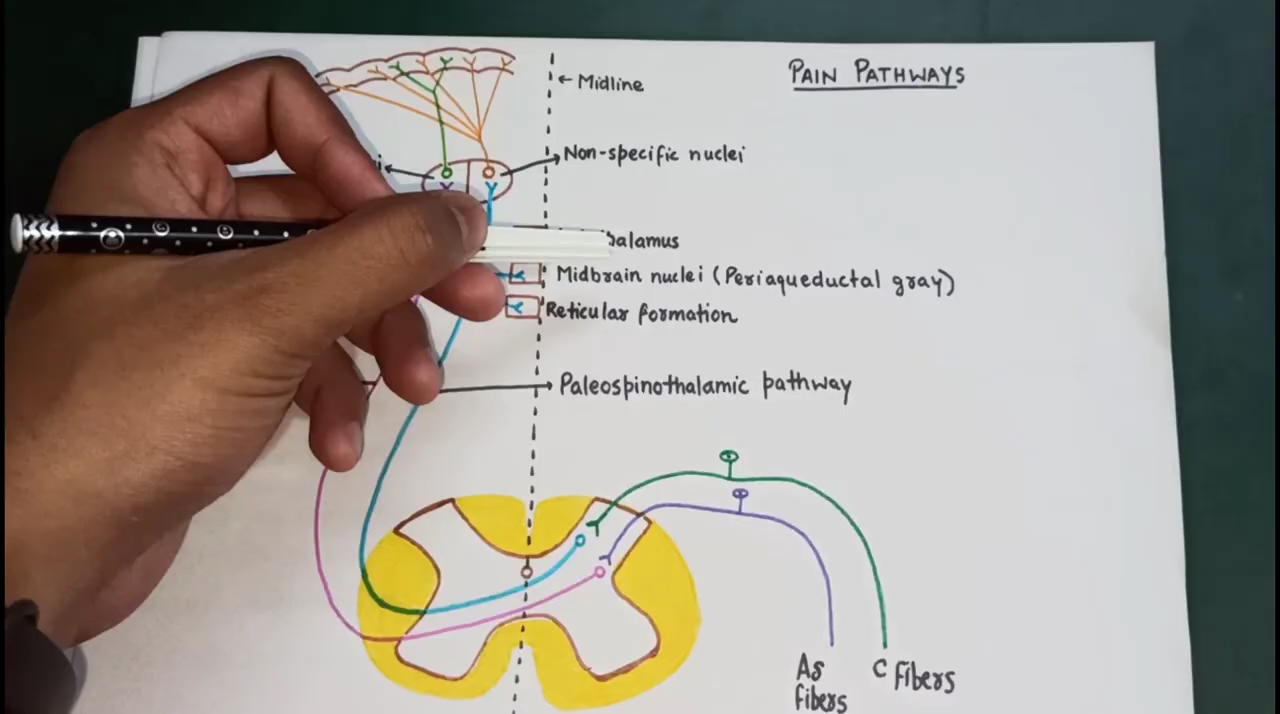 PAIN PATHWAYS
← Midline
Non-specific nuclei
Midbrain nuclei (Periaqueductal gray)
Reticular formation
Paleospinothalamic pathway
Aδ fibers
C Fibers